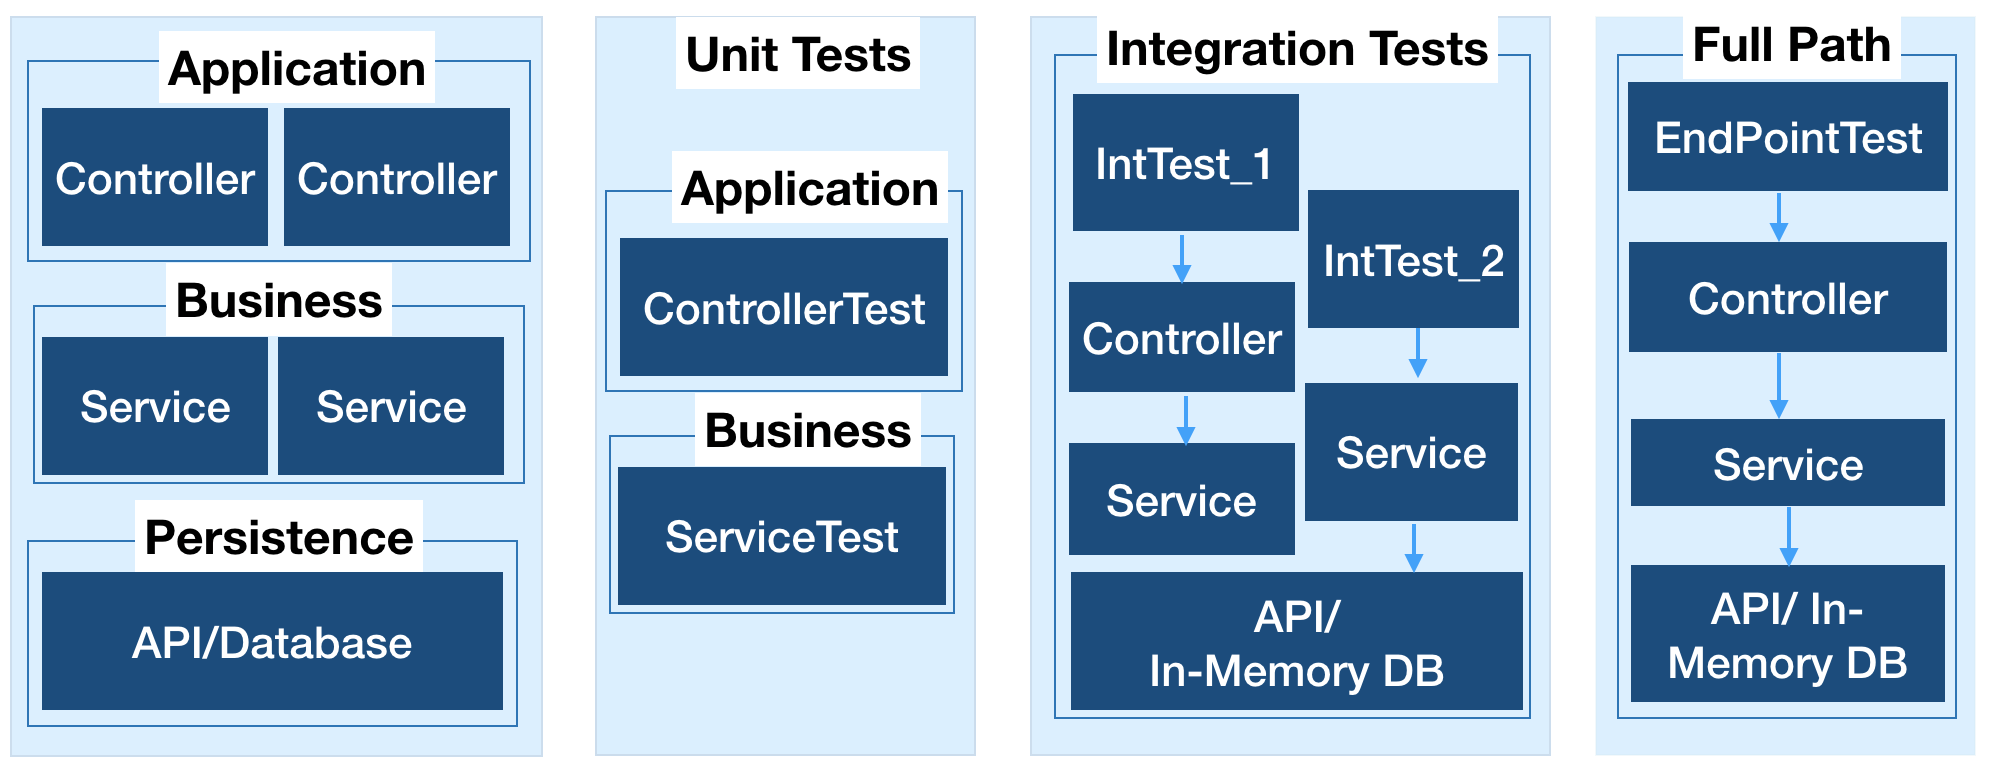 Application
Controller
Controller
Business
Service
Service
Persistence
API/Database
Unit Tests
Application
ControllerTest
Business
ServiceTest
Integration Tests
IntTest_1
IntTest_2
Controller
Service
Service
API/
In-Memory DB
Full Path
EndPointTest
Controller
Service
API/ In-
Memory DB